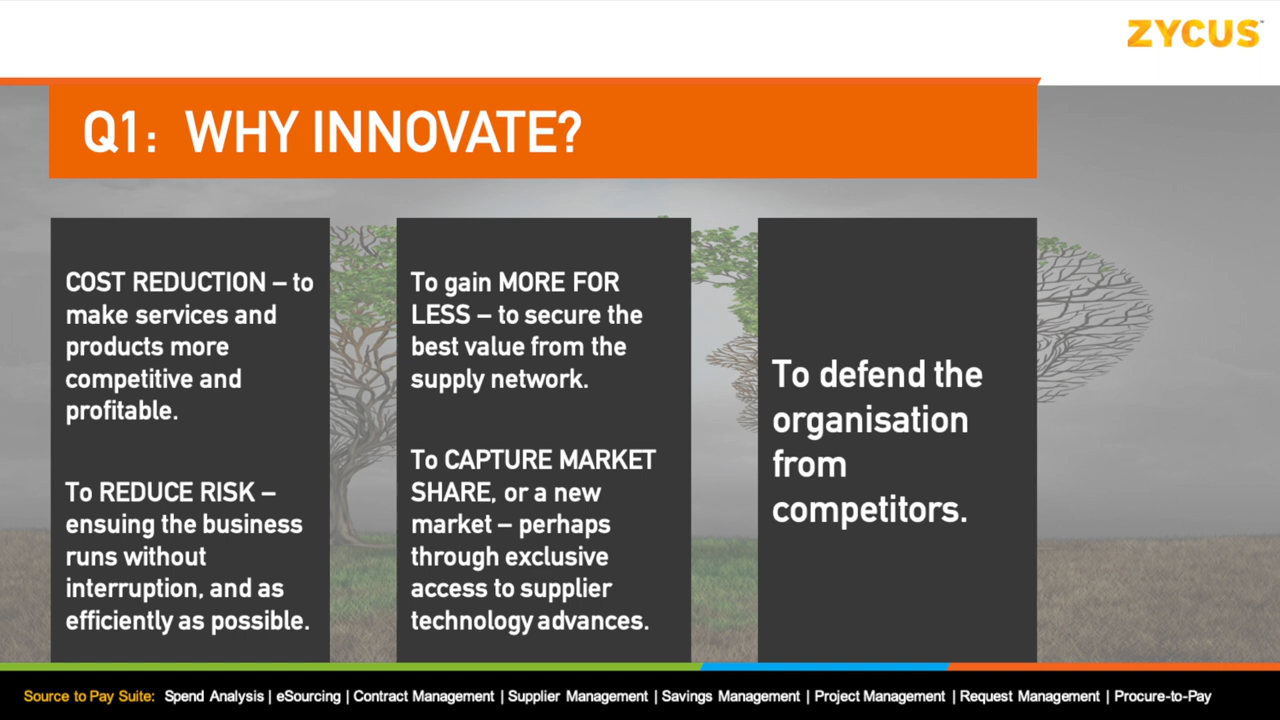 ZYCUS™
Q1: WHY INNOVATE?
COST REDUCTION – to
make services and
products more
competitive and
profitable.
To REDUCE RISK –
ensuing the business
runs without
interruption, and as
efficiently as possible.
To gain MORE FOR
LESS – to secure the
best value from the
supply network.
To CAPTURE MARKET
SHARE, or a new
market – perhaps
through exclusive
access to supplier
technology advances.
To defend the
organisation
from
competitors.
Source to Pay Suite: Spend Analysis | eSourcing | Contract Management | Supplier Management | Savings Management | Project Management | Request Management | Procure-to-Pay